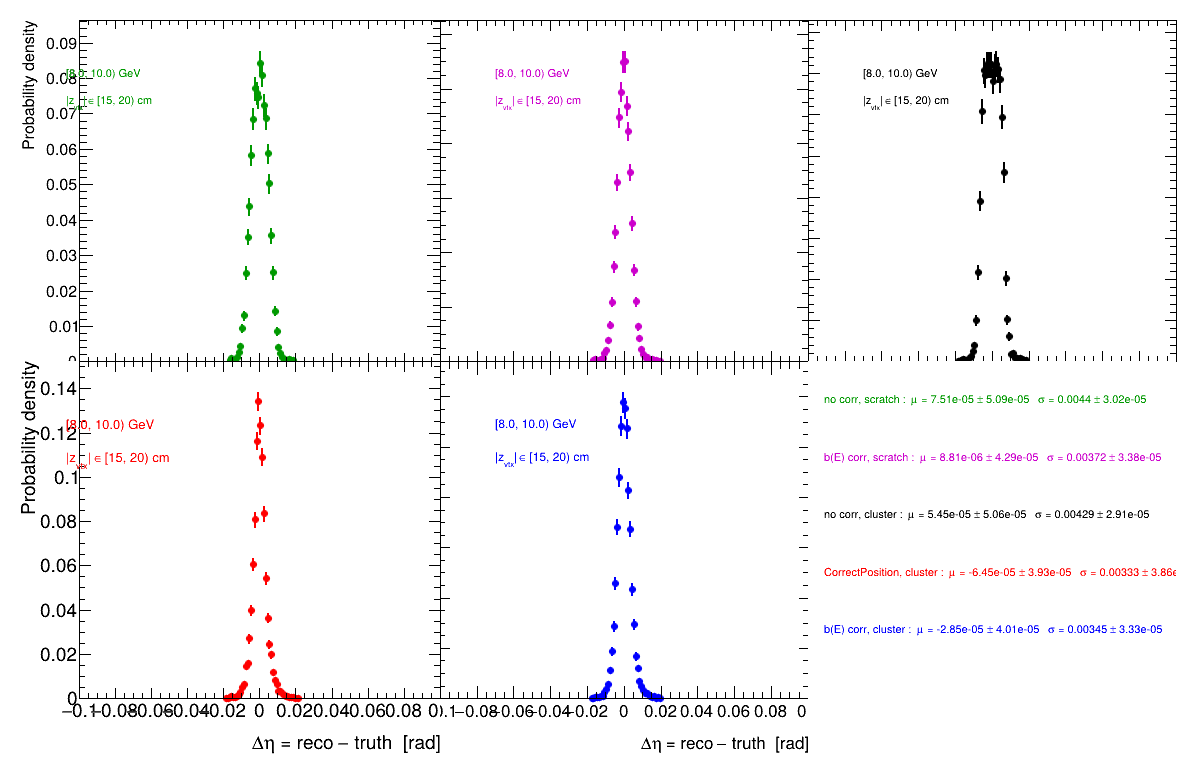 Probability density
0.09
0.08
0.07
0.06
0.05
0.04
0.03
0.02
0.01
0
[8.0, 10.0) GeV
|z_vtx| ∈ [15, 20) cm
[8.0, 10.0) GeV
|z_vtx| ∈ [15, 20) cm
[8.0, 10.0) GeV
|z_vtx| ∈ [15, 20) cm
Probability density
0.14
0.12
0.1
0.08
0.06
0.04
0.02
0
[8.0, 10.0) GeV
|z_vtx| ∈ [15, 20) cm
−0.1 −0.08 −0.06 −0.04 −0.02 0 0.02 0.04 0.06 0.08 0.1
Δη = reco − truth [rad]
[8.0, 10.0) GeV
|z_vtx| ∈ [15, 20) cm
−0.08 −0.06 −0.04 −0.02 0 0.02 0.04 0.06 0.08 0
Δη = reco − truth [rad]
no corr, scratch : μ = 7.51e-05 ± 5.09e-05 σ = 0.0044 ± 3.02e-05
b(E) corr, scratch : μ = 8.81e-06 ± 4.29e-05 σ = 0.00372 ± 3.38e-05
no corr, cluster : μ = 5.45e-05 ± 5.06e-05 σ = 0.00429 ± 2.91e-05
CorrectPosition, cluster : μ = -6.45e-05 ± 3.93e-05 σ = 0.00333 ± 3.86e
b(E) corr, cluster : μ = -2.85e-05 ± 4.01e-05 σ = 0.00345 ± 3.33e-05